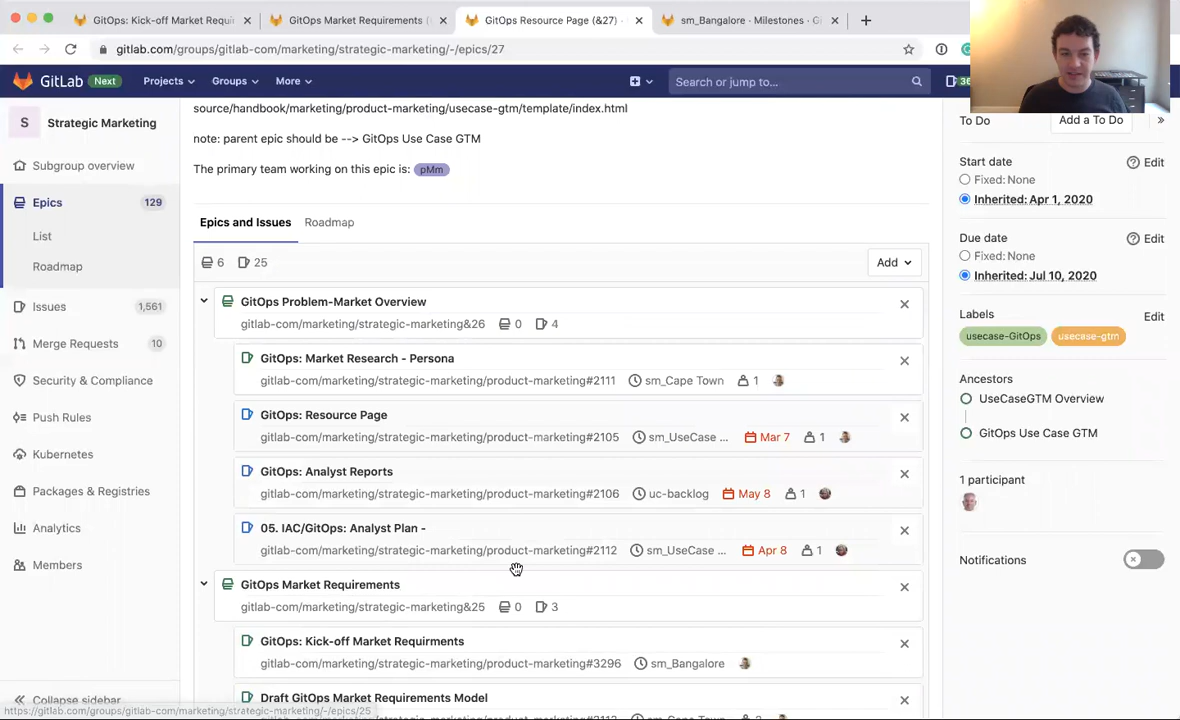 GitOps: Kick-off Market Requi
GitOps Market Requirements (
GitOps Resource Page (&27) ·
sm_Bangalore · Milestones · Gi
gitlab.com/groups/gitlab-com/marketing/strategic-marketing/-/epics/27
GitLab Next Projects Groups More Search or jump to...
S Strategic Marketing
Subgroup overview
Epics 129
List
Roadmap
Issues 1,561
Merge Requests 10
Security & Compliance
Push Rules
Kubernetes
Packages & Registries
Analytics
Members
Collapse sidebar
source/handbook/marketing/product-marketing/usecase-gtm/template/index.html
note: parent epic should be --> GitOps Use Case GTM
The primary team working on this epic is: pMm
Epics and Issues Roadmap
6 25 Add
GitOps Problem-Market Overview
gitlab-com/marketing/strategic-marketing&26 0 4
GitOps: Market Research - Persona
gitlab-com/marketing/strategic-marketing/product-marketing#2111 sm_Cape Town 1
GitOps: Resource Page
gitlab-com/marketing/strategic-marketing/product-marketing#2105 sm_UseCase ... Mar 7 1
GitOps: Analyst Reports
gitlab-com/marketing/strategic-marketing/product-marketing#2106 uc-backlog May 8 1
05. IAC/GitOps: Analyst Plan -
gitlab-com/marketing/strategic-marketing/product-marketing#2112 sm_UseCase ... Apr 8 1
GitOps Market Requirements
gitlab-com/marketing/strategic-marketing&25 0 3
GitOps: Kick-off Market Requirments
gitlab-com/marketing/strategic-marketing/product-marketing#3296 sm_Bangalore
Draft GitOps Market Requirements Model
To Do Add a To Do
Start date Edit
Fixed: None
Inherited: Apr 1, 2020
Due date Edit
Fixed: None
Inherited: Jul 10, 2020
Labels Edit
usecase-GitOps usecase-gtm
Ancestors
UseCaseGTM Overview
GitOps Use Case GTM
1 participant
Notifications
https://gitlab.com/groups/gitlab-com/marketing/strategic-marketing/-/epics/25